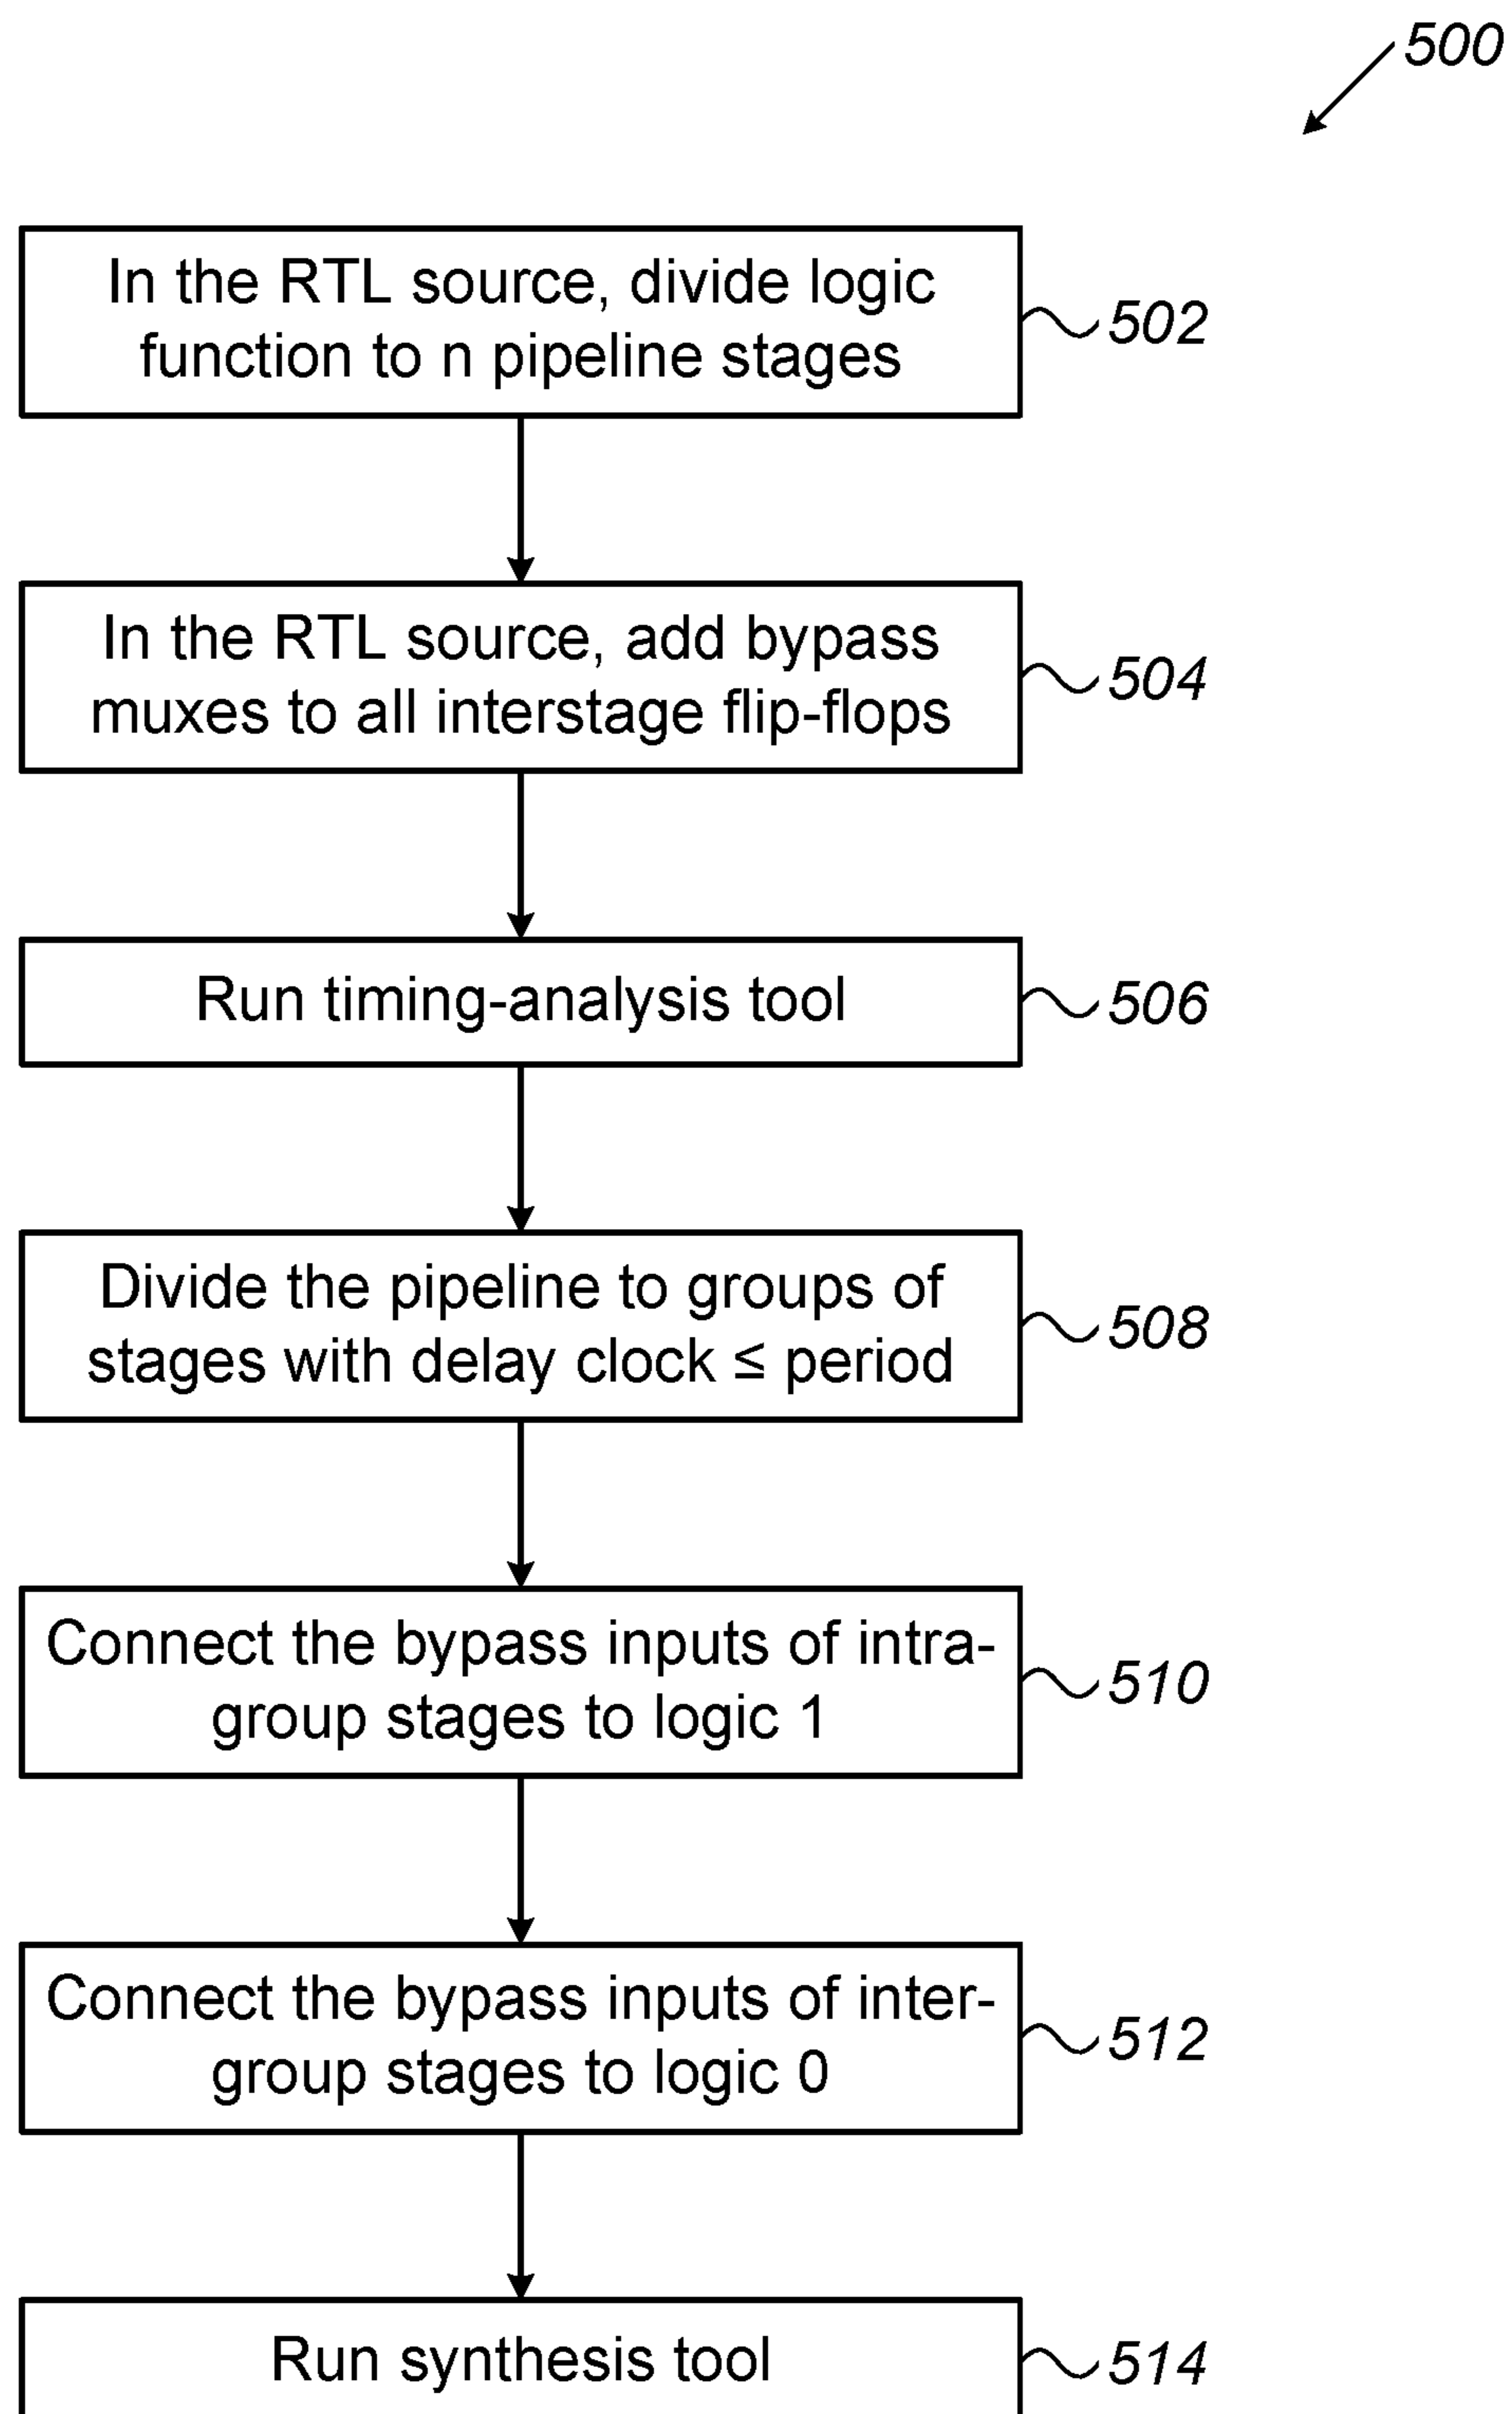 500
In the RTL source, divide logic
function to n pipeline stages
502
In the RTL source, add bypass
muxes to all interstage flip-flops
504
Run timing-analysis tool
506
Divide the pipeline to groups of
stages with delay clock ≤ period
508
Connect the bypass inputs of intra-
group stages to logic 1
510
Connect the bypass inputs of inter-
group stages to logic 0
512
Run synthesis tool
514